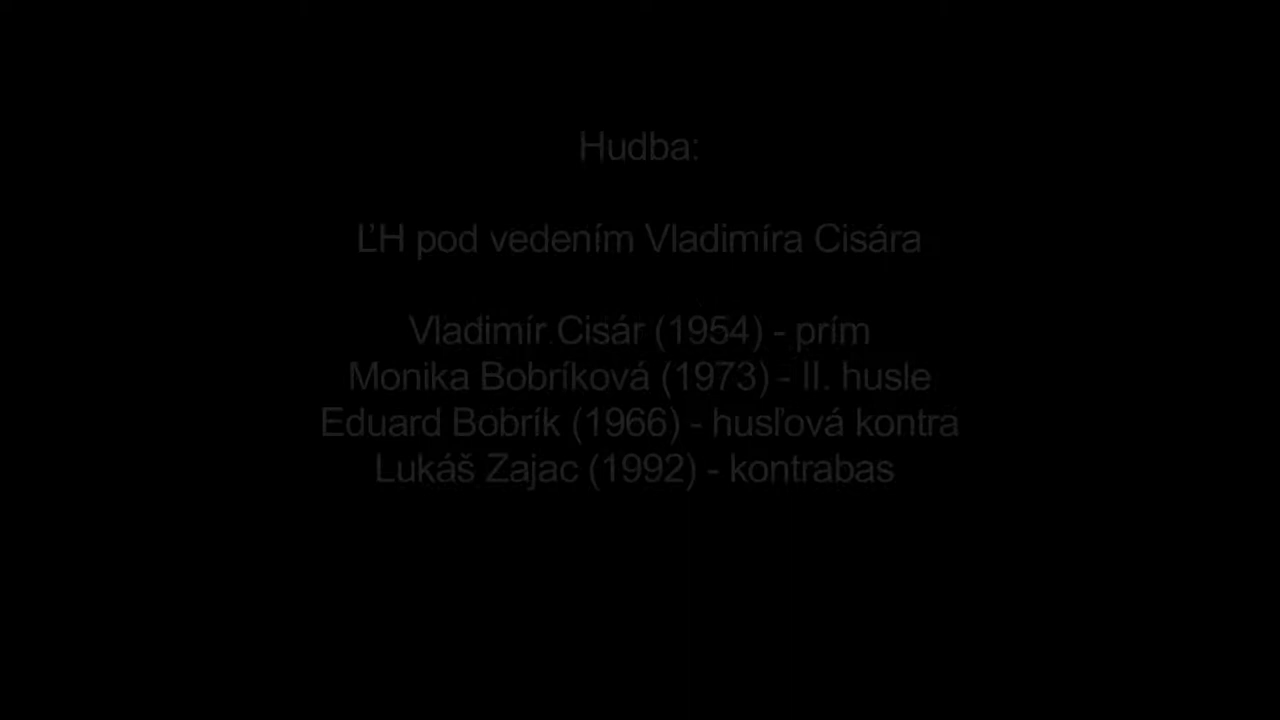 Hudba:
ĽH pod vedením Vladimíra Cisára
Vladimír Cisár (1954) - prím
Monika Bobríková (1973) - II. husle
Eduard Bobrík (1966) - husľová kontra
Lukáš Zajac (1992) - kontrabas